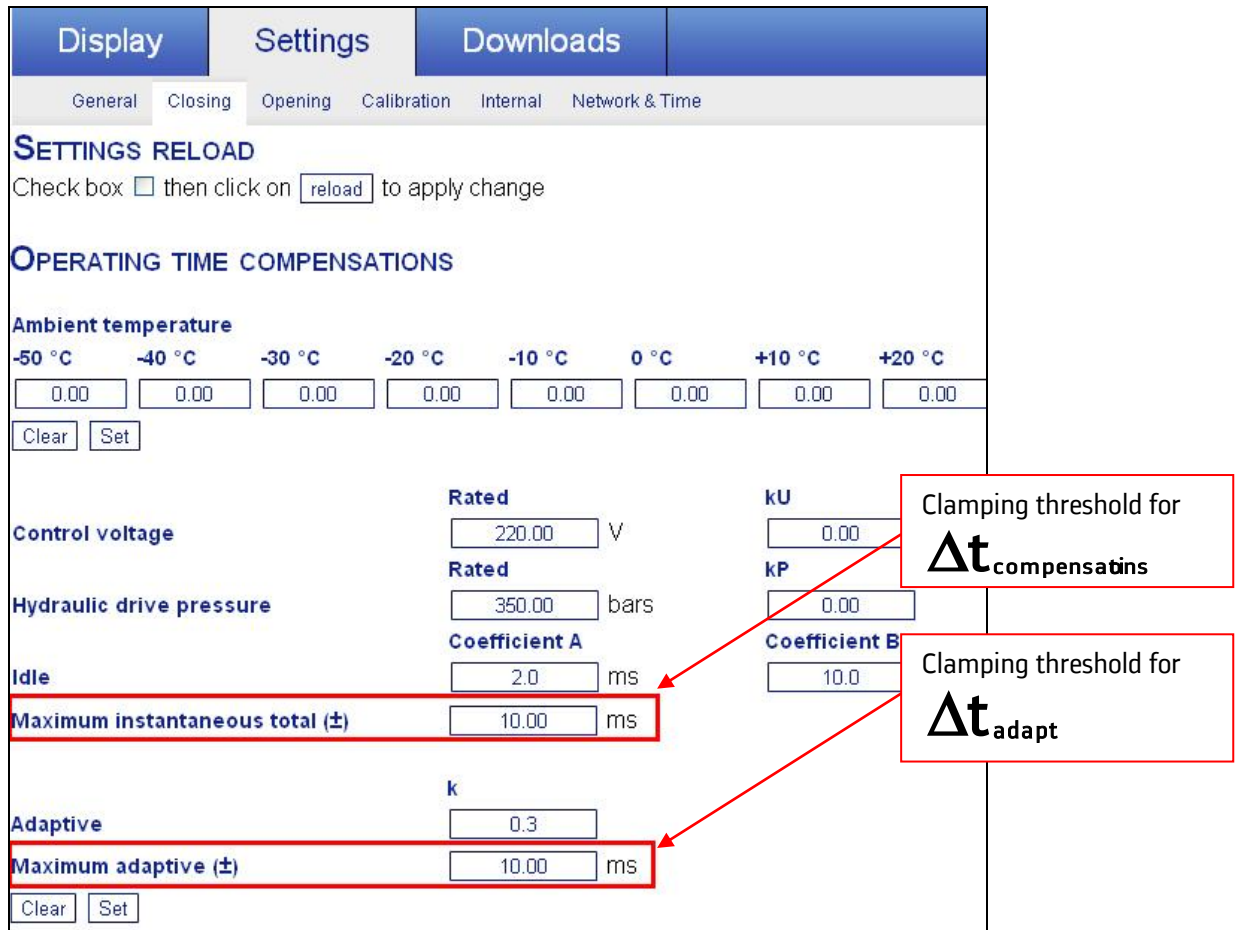 Display Settings Downloads
General Closing Opening Calibration Internal Network & Time
SETTINGS RELOAD
Check box then click on reload to apply change
OPERATING TIME COMPENSATIONS
Ambient temperature
-50 °C -40 °C -30 °C -20 °C -10 °C 0 °C +10 °C +20 °C
0.00 0.00 0.00 0.00 0.00 0.00 0.00 0.00
Clear Set
Rated kU
Control voltage 220.00 V 0.00
Rated kP
Hydraulic drive pressure 350.00 bars 0.00
Coefficient A Coefficient B
Idle 2.0 ms 10.0
Maximum instantaneous total (±) 10.00 ms
k
Adaptive 0.3
Maximum adaptive (±) 10.00 ms
Clear Set
Clamping threshold for
Δt compensatins
Clamping threshold for
Δt adapt